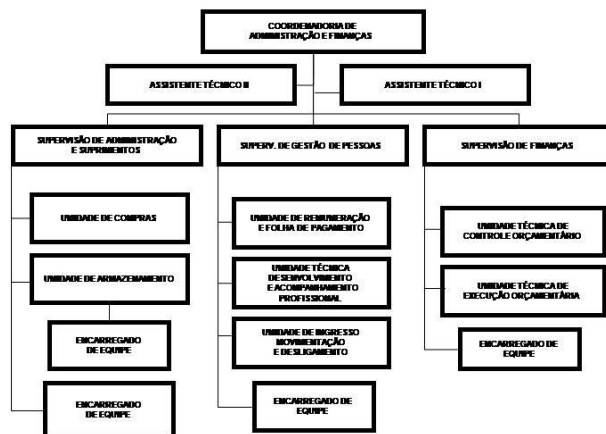 COORDENADORIA DE
ADMINISTRAÇÃO E FINANÇAS
ASSISTENTE TÉCNICO II
ASSISTENTE TÉCNICO I
SUPERVISÃO DE ADMINISTRAÇÃO
E SUPRIMENTOS
SUPERV. DE GESTÃO DE PESSOAS
SUPERVISÃO DE FINANÇAS
UNIDADE DE COMPRAS
UNIDADE DE ARMAZENAMENTO
ENCARREGADO
DE EQUIPE
ENCARREGADO
DE EQUIPE
UNIDADE DE REMUNERAÇÃO
E FOLHA DE PAGAMENTO
UNIDADE TÉCNICA
DESENVOLVIMENTO
E ACOMPANHAMENTO
PROFISSIONAL
UNIDADE DE INGRESSO
MOVIMENTAÇÃO
E DESLIGAMENTO
ENCARREGADO DE
EQUIPE
UNIDADE TÉCNICA DE
CONTROLE ORÇAMENTÁRIO
UNIDADE TÉCNICA DE
EXECUÇÃO ORÇAMENTÁRIA
ENCARREGADO DE
EQUIPE